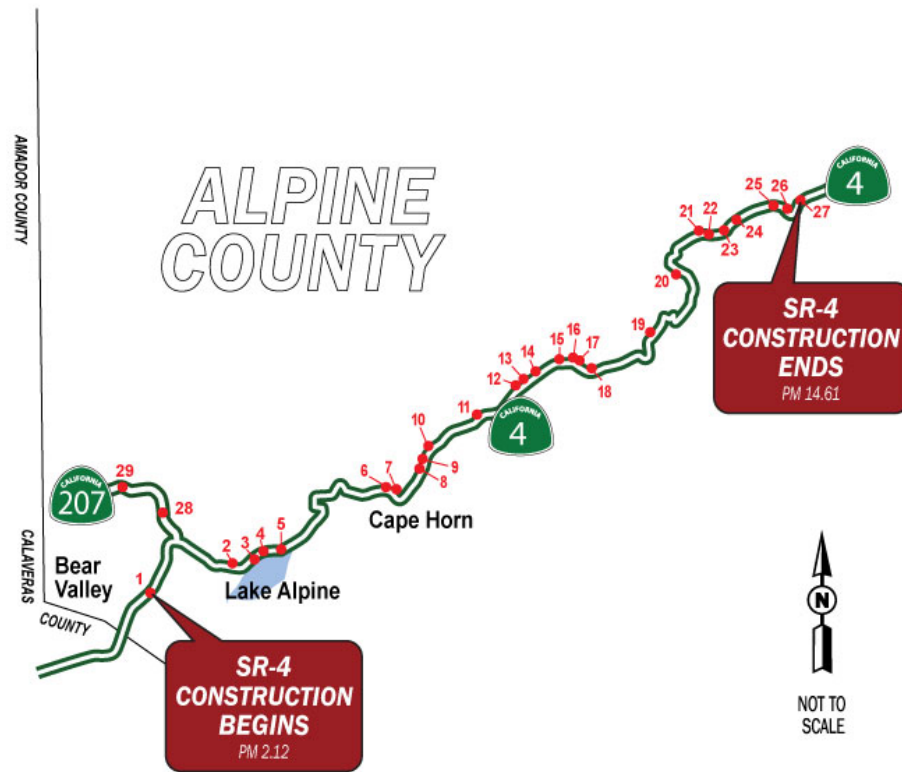 AMADOR COUNTY
ALPINE
COUNTY
CALIFORNIA
4
25
26
27
21
22
23
24
20
SR-4
CONSTRUCTION
ENDS
PM 14.61
19
16
15
17
14
13
12
18
11
CALIFORNIA
4
10
9
8
6
7
Cape Horn
29
CALIFORNIA
207
28
5
4
3
2
Lake Alpine
Bear
Valley
1
CALAVERAS
COUNTY
SR-4
CONSTRUCTION
BEGINS
PM 2.12
N
NOT TO
SCALE